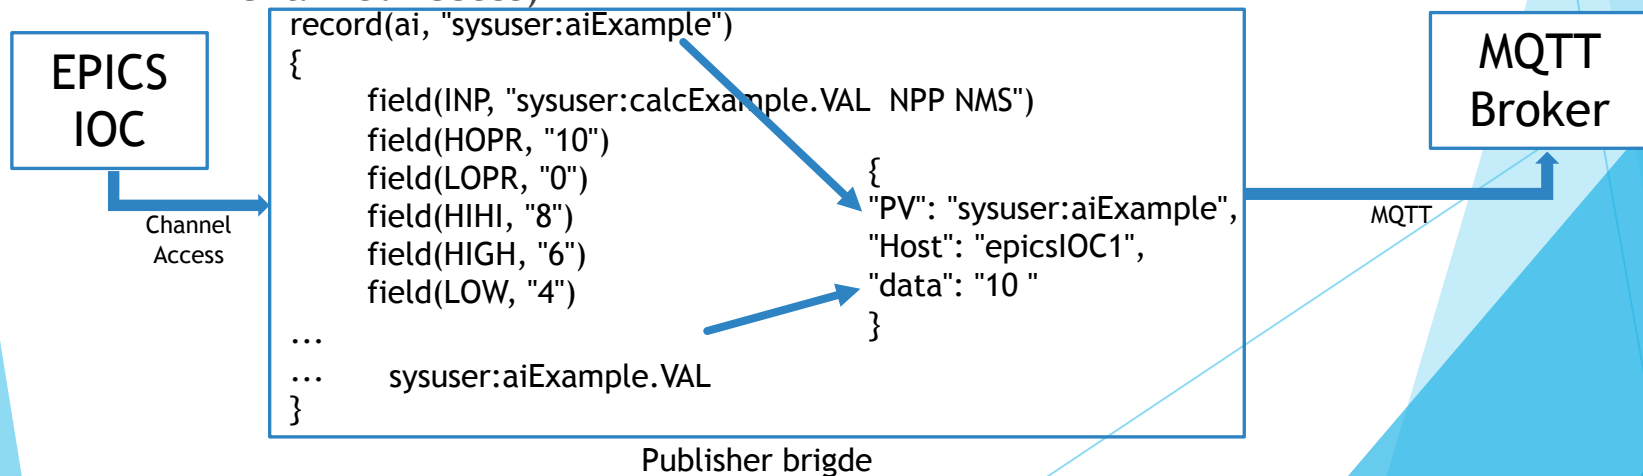 record(ai, "sysuser:aiExample")
{
field(INP, "sysuser:calcExample.VAL  NPP NMS")
field(HOPR, "10")
field(LOPR, "0")
field(HIHI, "8")
field(HIGH, "6")
field(LOW, "4")
...
... sysuser:aiExample.VAL
}
EPICS
IOC
Channel
Access
{
"PV": "sysuser:aiExample",
"Host": "epicsIOC1",
"data": "10 "
}
MQTT
MQTT
Broker
Publisher brigde